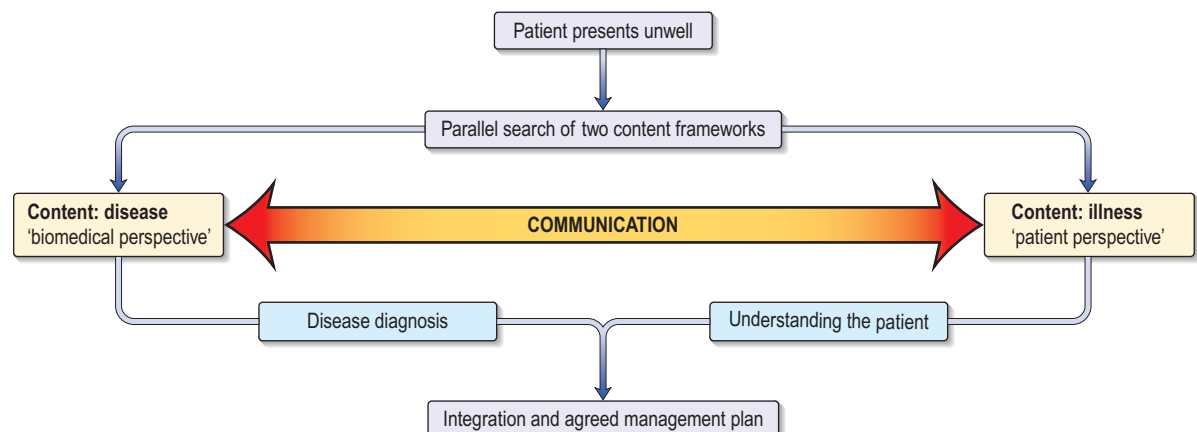 Patient presents unwell
Parallel search of two content frameworks
Content: disease
‘biomedical perspective’
COMMUNICATION
Content: illness
‘patient perspective’
Disease diagnosis
Understanding the patient
Integration and agreed management plan